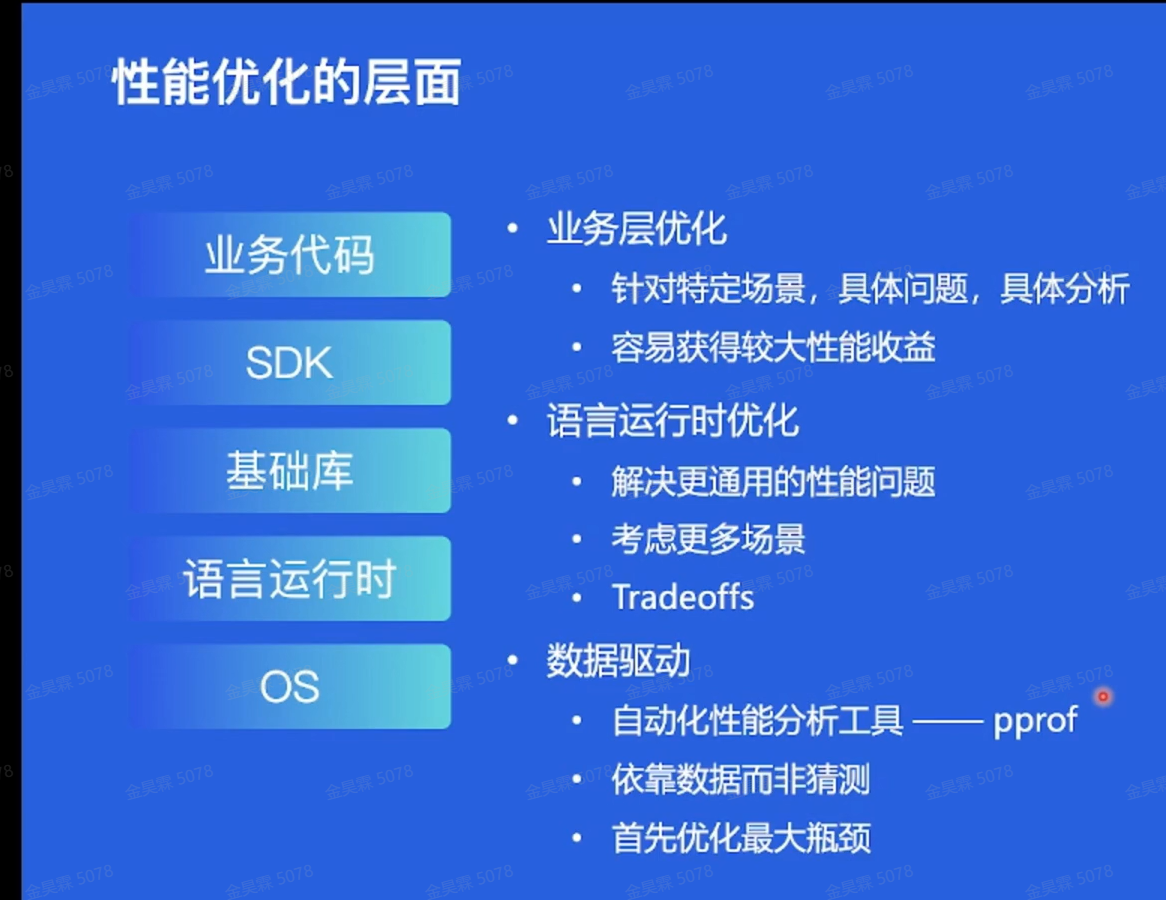 性能优化的层面
业务代码
SDK
基础库
语言运行时
OS
• 业务层优化
• 针对特定场景，具体问题，具体分析
• 容易获得较大性能收益
• 语言运行时优化
• 解决更通用的性能问题
• 考虑更多场景
• Tradeoffs
• 数据驱动
• 自动化性能分析工具 —— pprof
• 依靠数据而非猜测
• 首先优化最大瓶颈
金昊霖 5078